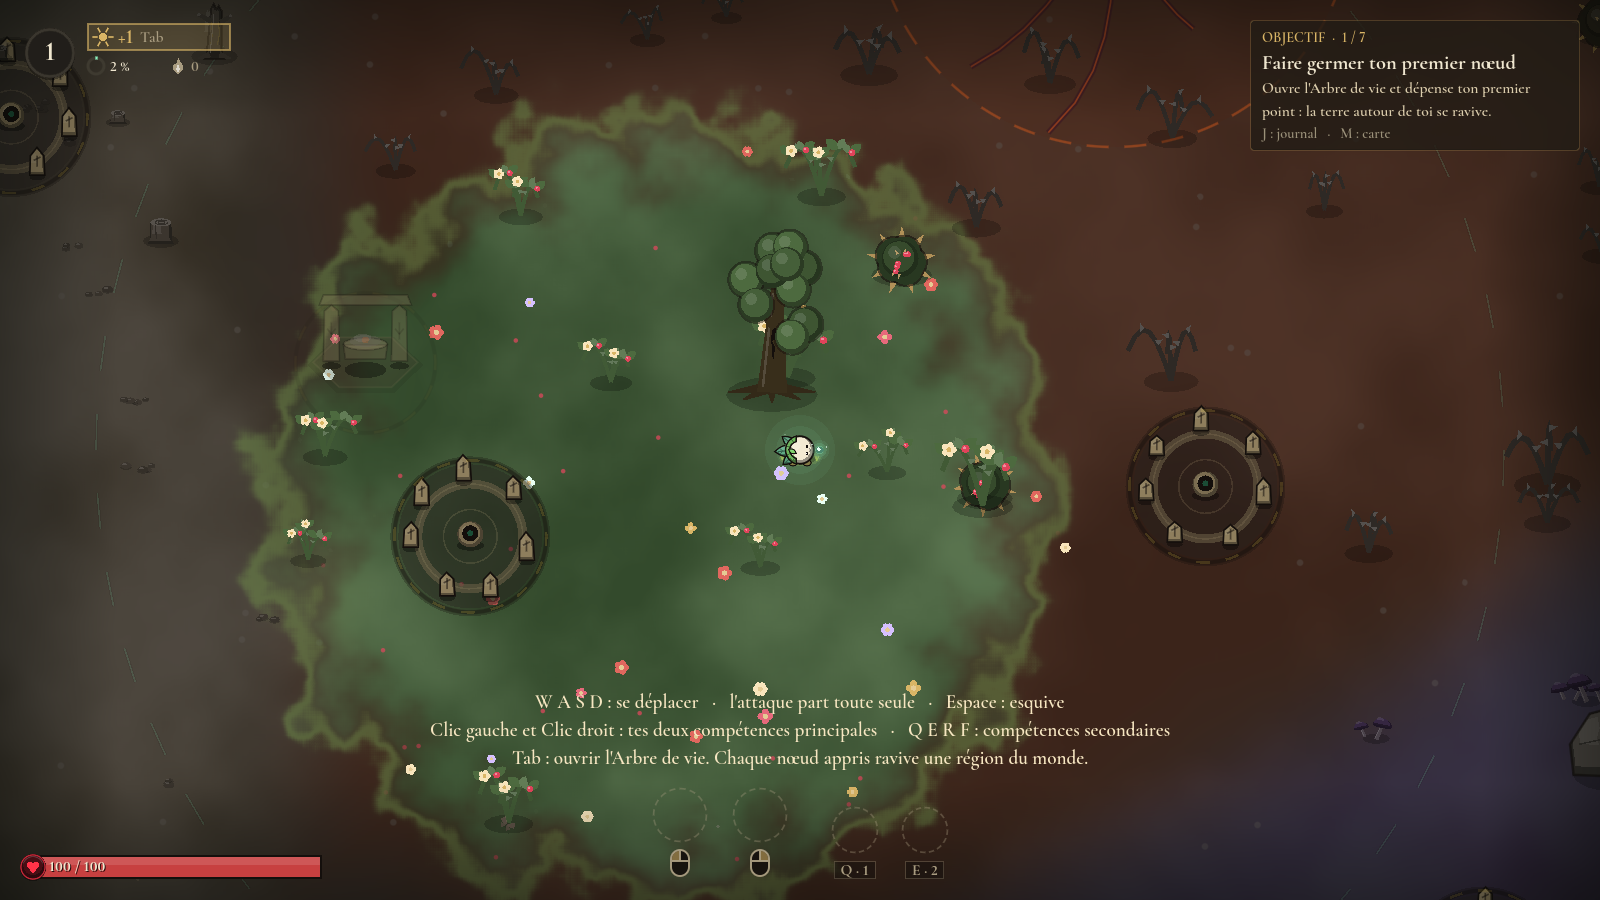 1
+1 Tab
2 %
0
OBJECTIF · 1 / 7
Faire germer ton premier nœud
Ouvre l'Arbre de vie et dépense ton premier
point : la terre autour de toi se ravive.
J : journal · M : carte
W A S D : se déplacer · l'attaque part toute seule · Espace : esquive
Clic gauche et Clic droit : tes deux compétences principales · Q E R F : compétences secondaires
Tab : ouvrir l'Arbre de vie. Chaque nœud appris ravive une région du monde.
100 / 100
Q · 1
E · 2